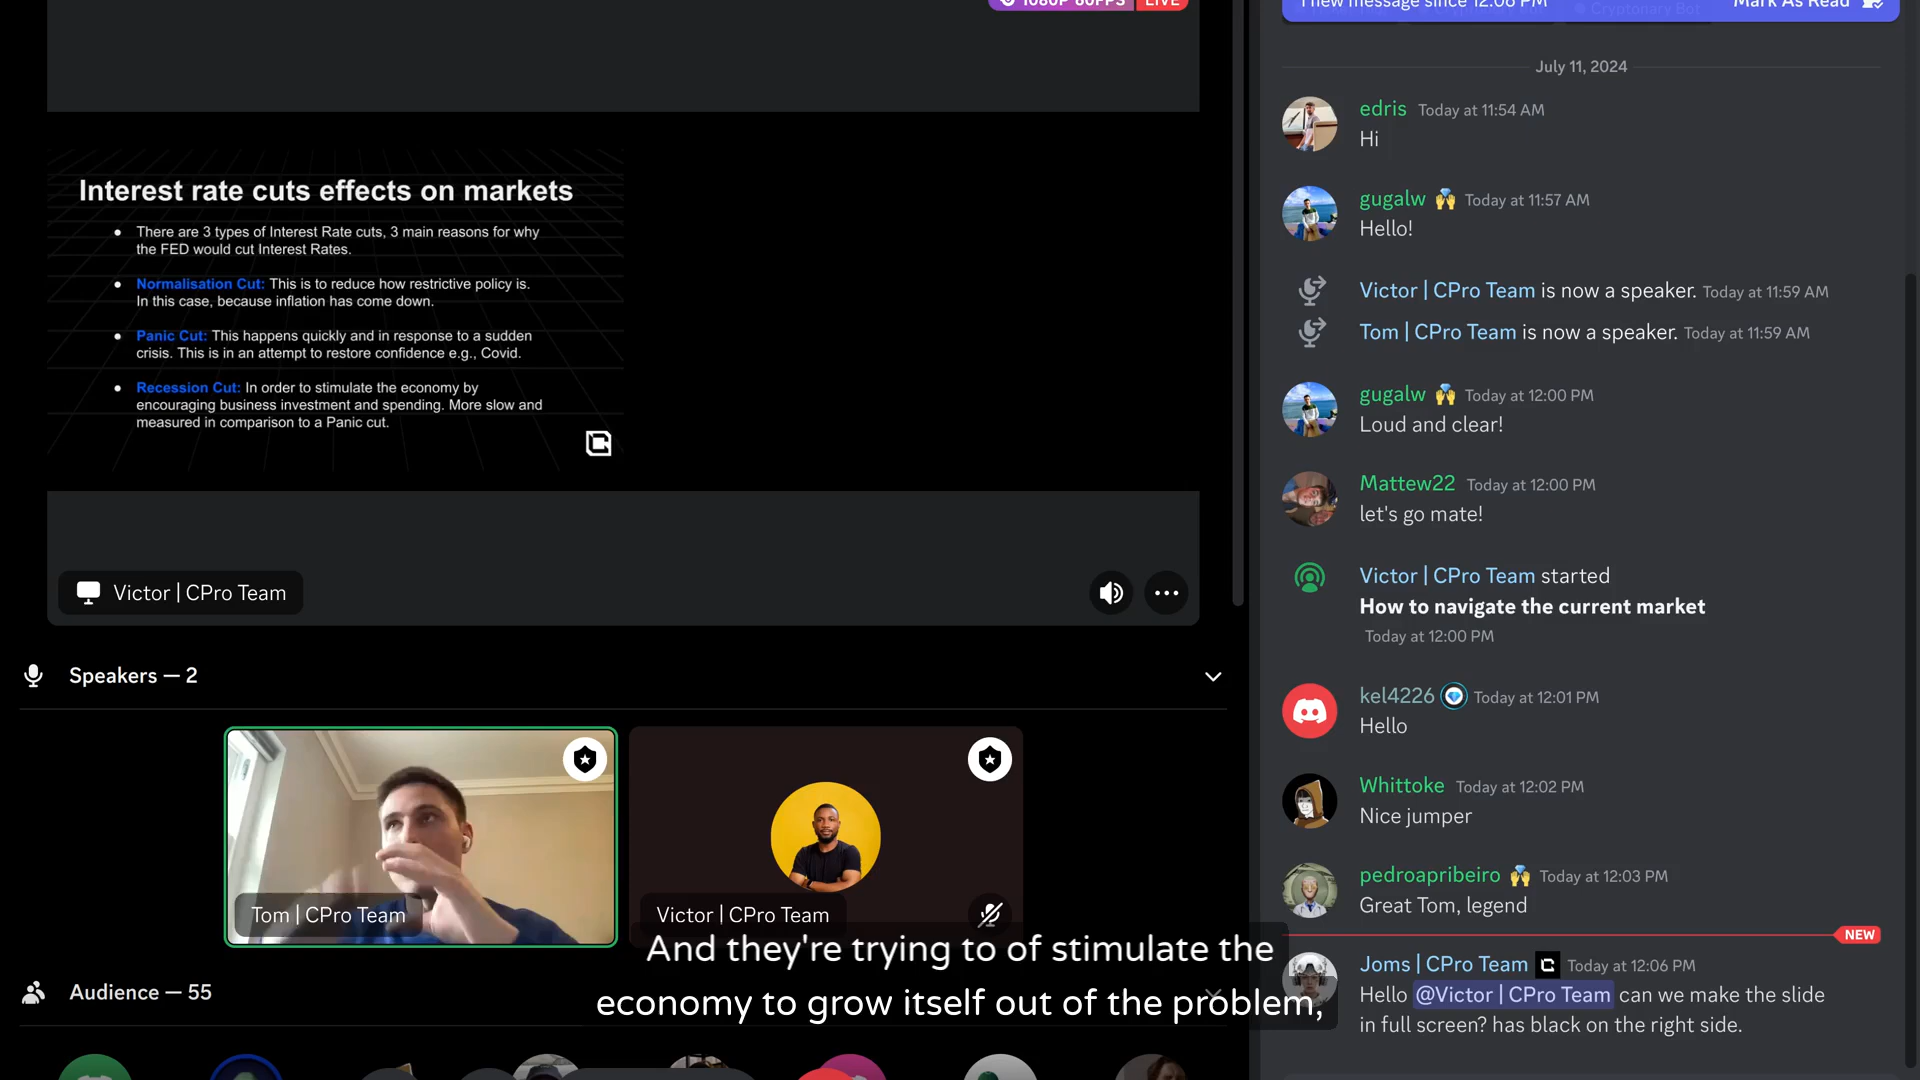 1080P 60FPS LIVE
Interest rate cuts effects on markets
• There are 3 types of Interest Rate cuts, 3 main reasons for why
the FED would cut Interest Rates.
• Normalisation Cut: This is to reduce how restrictive policy is.
In this case, because inflation has come down.
• Panic Cut: This happens quickly and in response to a sudden
crisis. This is in an attempt to restore confidence e.g., Covid.
• Recession Cut: In order to stimulate the economy by
encouraging business investment and spending. More slow and
measured in comparison to a Panic cut.
Victor | CPro Team
Speakers — 2
Tom | CPro Team
Victor | CPro Team
And they're trying to of stimulate the
economy to grow itself out of the problem,
Audience — 55
1 new message since 12:06 PM Mark As Read
Cryptonary Bot
July 11, 2024
edris Today at 11:54 AM
Hi
gugalw Today at 11:57 AM
Hello!
Victor | CPro Team is now a speaker. Today at 11:59 AM
Tom | CPro Team is now a speaker. Today at 11:59 AM
gugalw Today at 12:00 PM
Loud and clear!
Mattew22 Today at 12:00 PM
let's go mate!
Victor | CPro Team started
How to navigate the current market
Today at 12:00 PM
kel4226 Today at 12:01 PM
Hello
Whittoke Today at 12:02 PM
Nice jumper
pedroapribeiro Today at 12:03 PM
Great Tom, legend
NEW
Joms | CPro Team Today at 12:06 PM
Hello @Victor | CPro Team can we make the slide
in full screen? has black on the right side.